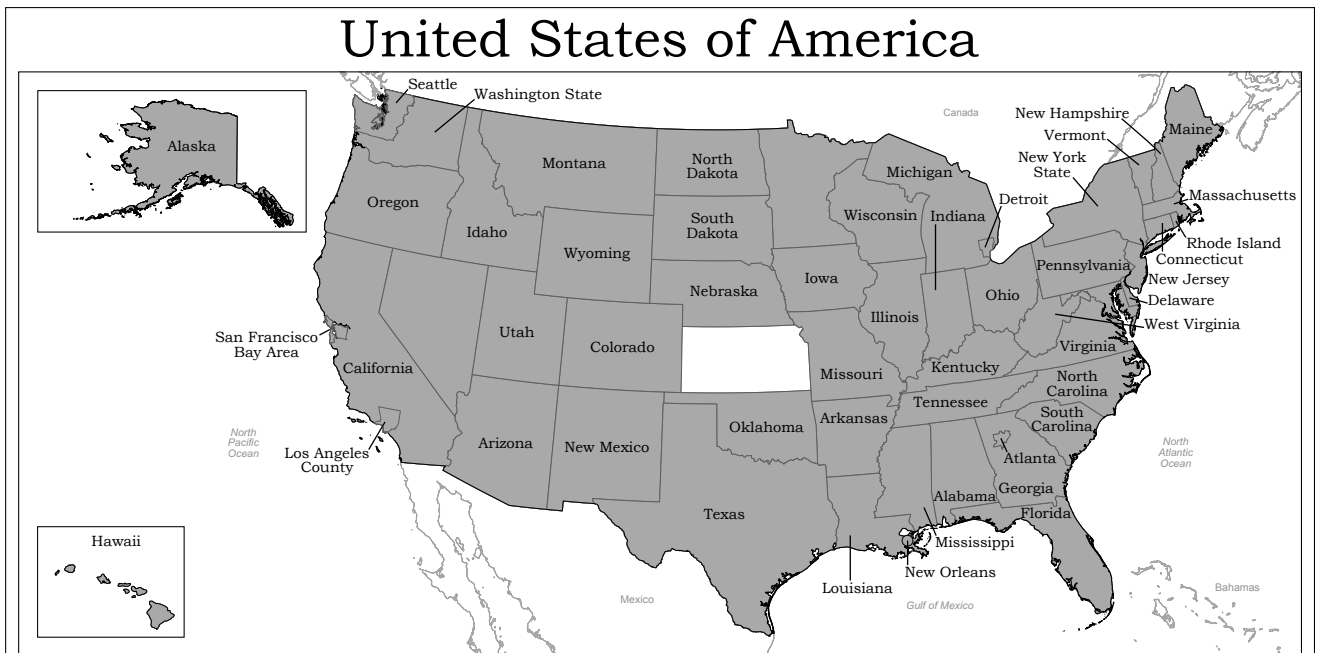 United States of America
Seattle
Washington State
Canada
New Hampshire
Vermont
New York
State
Maine
Alaska
Montana
North
Dakota
Michigan
Massachusetts
Oregon
Idaho
South
Dakota
Wisconsin
Indiana
Detroit
Rhode Island
Connecticut
Wyoming
Pennsylvania
New Jersey
Iowa
Nebraska
Ohio
Delaware
Illinois
West Virginia
San Francisco
Bay Area
Utah
Colorado
Virginia
California
Missouri
Kentucky
North
Carolina
Tennessee
South
Carolina
Arkansas
Oklahoma
North
Pacific
Ocean
Arizona
New Mexico
Los Angeles
County
Atlanta
North
Atlantic
Ocean
Georgia
Alabama
Texas
Florida
Hawaii
Mississippi
New Orleans
Louisiana
Mexico
Gulf of Mexico
Bahamas